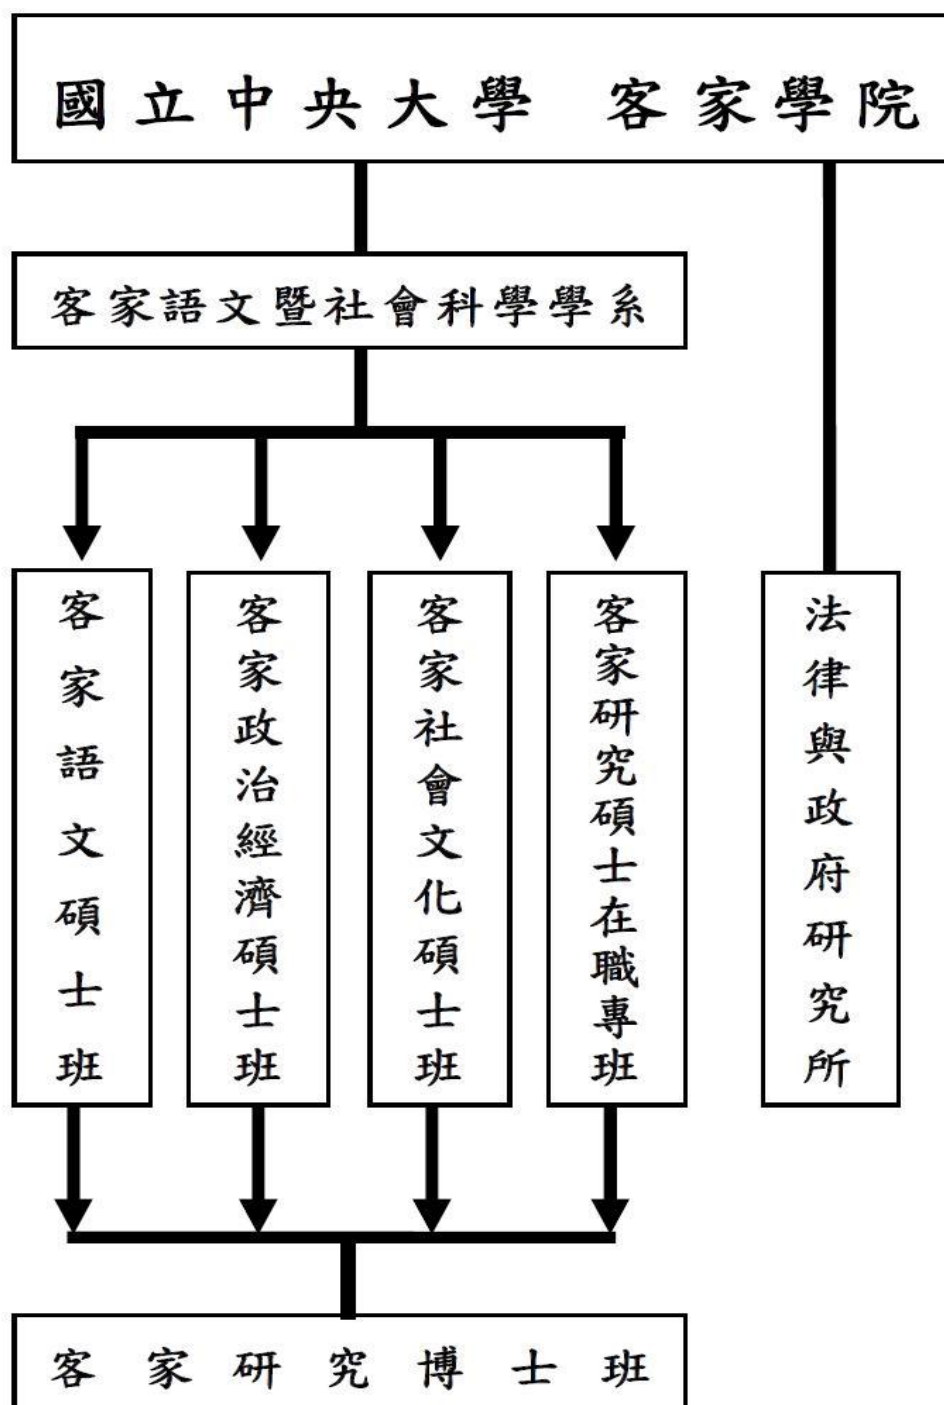 國立中央大學 客家學院
客家語文暨社會科學學系
客家語文碩士班
客家政治經濟碩士班
客家社會文化碩士班
客家研究碩士在職專班
法律與政府研究所
客家研究博士班